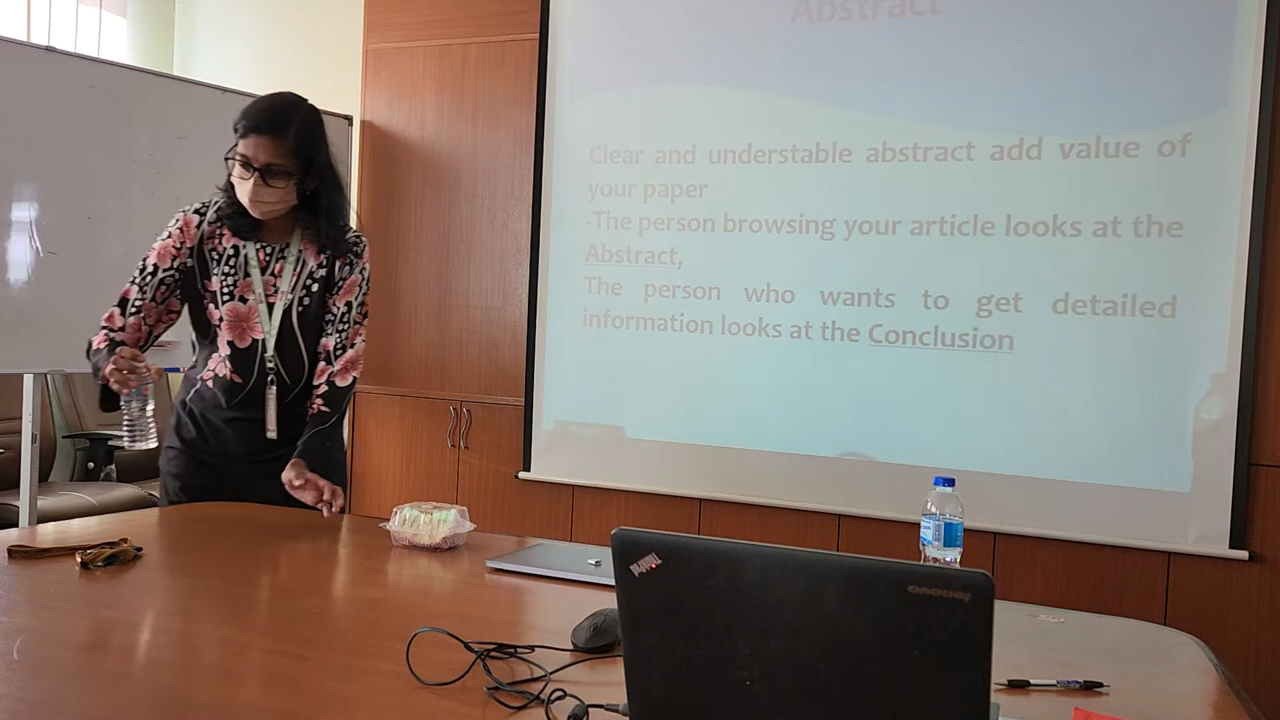 Abstract
Clear and understable abstract add value of
your paper
-The person browsing your article looks at the
Abstract,
The person who wants to get detailed
information looks at the Conclusion
ThinkPad
lenovo